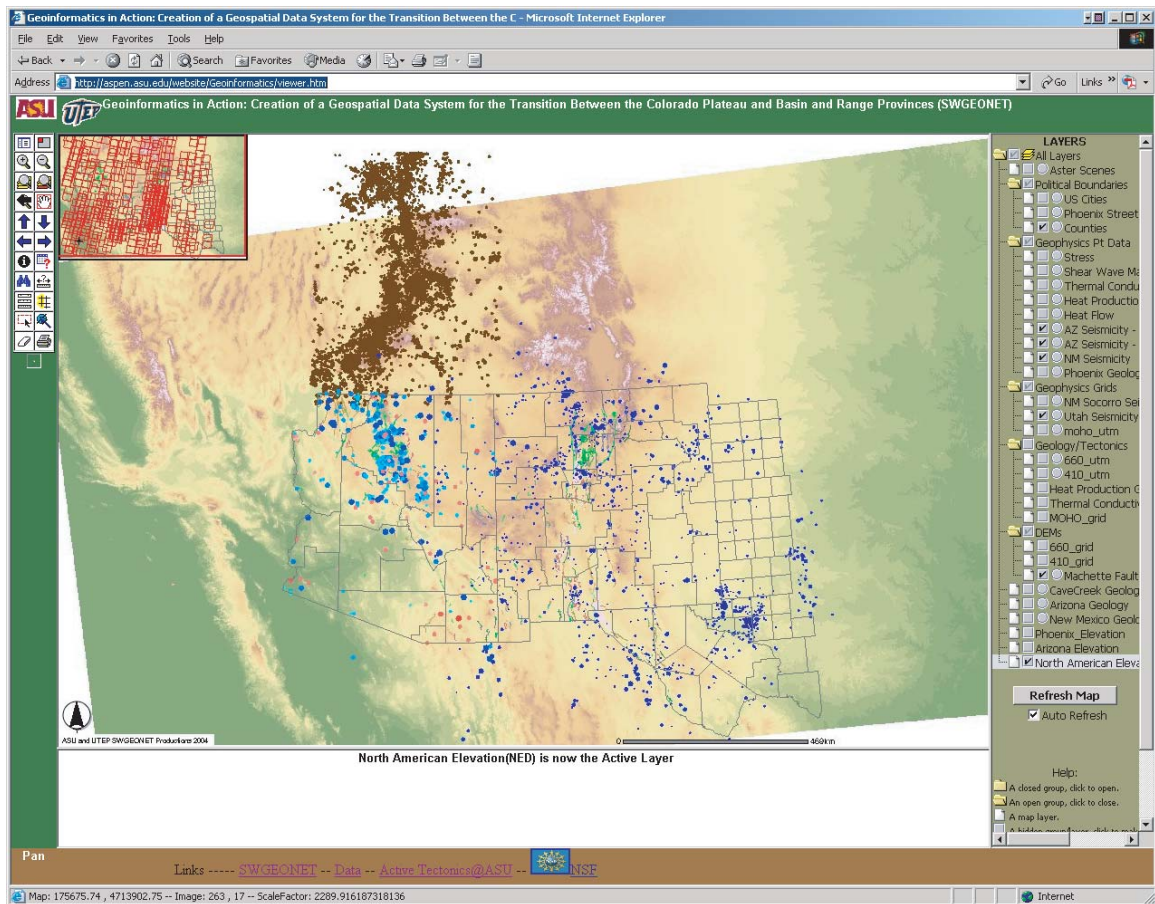 Geoinformatics in Action: Creation of a Geospatial Data System for the Transition Between the C - Microsoft Internet Explorer
File Edit View Favorites Tools Help
Back Search Favorites Media
Address http://aspen.asu.edu/website/Geoinformatics/viewer.htm Go Links »
ASU UTEP Geoinformatics in Action: Creation of a Geospatial Data System for the Transition Between the Colorado Plateau and Basin and Range Provinces (SWGEONET)
LAYERS
All Layers
Aster Scenes
Political Boundaries
US Cities
Phoenix Street
Counties
Geophysics Pt Data
Stress
Shear Wave Ma
Thermal Condu
Heat Productio
Heat Flow
AZ Seismicity -
AZ Seismicity -
NM Seismicity
Phoenix Geolog
Geophysics Grids
NM Socorro Sei
Utah Seismicity
moho_utm
Geology/Tectonics
660_utm
410_utm
Heat Production G
Thermal Conductiv
MOHO_grid
DEMs
660_grid
410_grid
Machette Fault
CaveCreek Geolog
Arizona Geology
New Mexico Geolo
Phoenix_Elevation
Arizona Elevation
North American Eleva
Refresh Map
Auto Refresh
ASU and UTEP SWGEONET Productions 2004
0 469km
North American Elevation(NED) is now the Active Layer
Help:
A closed group, click to open.
An open group, click to close.
A map layer.
Pan
Links ----- SWGEONET -- Data -- Active Tectonics@ASU -- NSF
Map: 175675.74 , 4713902.75 -- Image: 263 , 17 -- ScaleFactor: 2289.916187318136
Internet